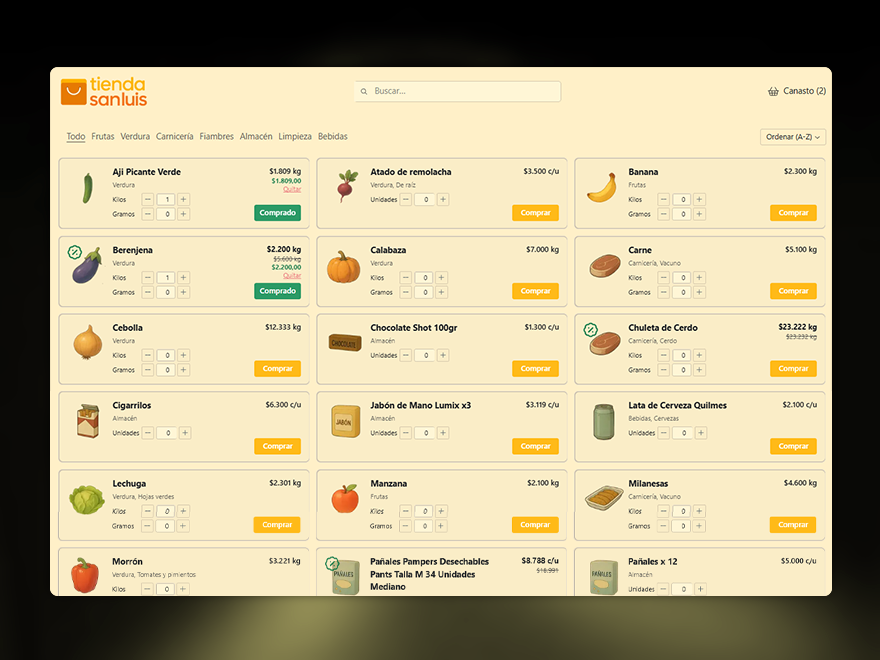 tienda
sanluis
Buscar...
Canasto (2)
Todo Frutas Verdura Carnicería Fiambres Almacén Limpieza Bebidas
Ordenar (A-Z)
Aji Picante Verde $1.809 kg
Verdura $1.809,00
Quitar
Kilos − 1 +
Gramos − 0 +
Comprado
Atado de remolacha $3.500 c/u
Verdura, De raíz
Unidades − 0 +
Comprar
Banana $2.300 kg
Frutas
Kilos − 0 +
Gramos − 0 +
Comprar
Berenjena $2.200 kg
Verdura $5.600 kg
$2.200,00
Quitar
Kilos − 1 +
Gramos − 0 +
Comprado
Calabaza $7.000 kg
Verdura
Kilos − 0 +
Gramos − 0 +
Comprar
Carne $5.100 kg
Carnicería, Vacuno
Kilos − 0 +
Gramos − 0 +
Comprar
Cebolla $12.333 kg
Verdura
Kilos − 0 +
Gramos − 0 +
Comprar
Chocolate Shot 100gr $1.300 c/u
Almacén
Unidades − 0 +
CHOCOLATE
Comprar
Chuleta de Cerdo $23.222 kg
Carnicería, Cerdo $23.232 kg
Kilos − 0 +
Gramos − 0 +
Comprar
Cigarrilos $6.300 c/u
Almacén
Unidades − 0 +
Comprar
Jabón de Mano Lumix x3 $3.119 c/u
Almacén
JABÓN
Unidades − 0 +
Comprar
Lata de Cerveza Quilmes $2.100 c/u
Bebidas, Cervezas
Unidades − 0 +
Comprar
Lechuga $2.301 kg
Verdura, Hojas verdes
Kilos − 0 +
Gramos − 0 +
Comprar
Manzana $2.100 kg
Frutas
Kilos − 0 +
Gramos − 0 +
Comprar
Milanesas $4.600 kg
Carnicería, Vacuno
Kilos − 0 +
Gramos − 0 +
Comprar
Morrón $3.221 kg
Verdura, Tomates y pimientos
Kilos − 0 +
Pañales Pampers Desechables $8.788 c/u
Pants Talla M 34 Unidades
Mediano
PAÑALES
Pañales x 12 $5.000 c/u
Almacén
PAÑALES
Unidades − 0 +